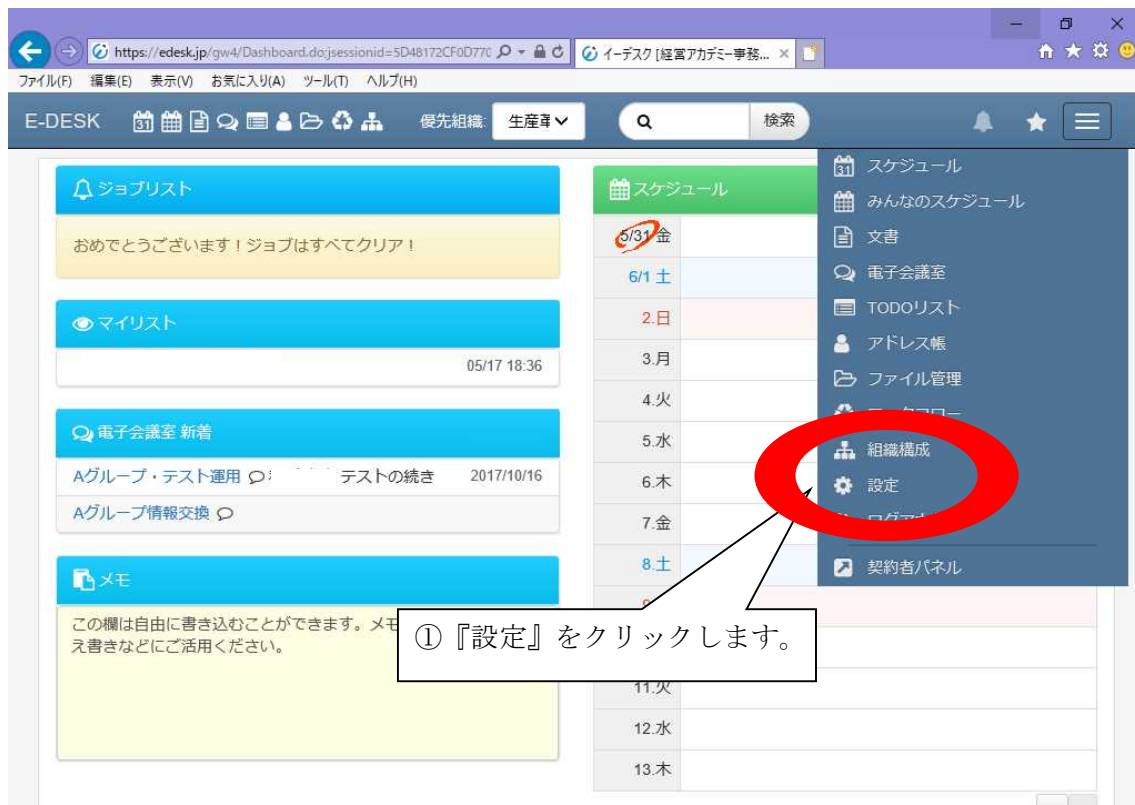 https://edesk.jp/gw4/Dashboard.do;jsessionid=5D48172CF0D770
イーデスク [経営アカデミー事務...
ファイル(F) 編集(E) 表示(V) お気に入り(A) ツール(T) ヘルプ(H)
E-DESK 31 優先組織: 検索
ジョブリスト
おめでとうございます！ジョブはすべてクリア！
マイリスト
05/17 18:36
電子会議室 新着
Aグループ・テスト運用 テストの続き 2017/10/16
Aグループ情報交換
メモ
この欄は自由に書き込むことができます。メモ
え書きなどにご活用ください。
スケジュール
5/31 金
6/1 土
2.日
3.月
4.火
5.水
6.木
7.金
8.土
11.火
12.水
13.木
31 スケジュール
みんなのスケジュール
文書
電子会議室
TODOリスト
アドレス帳
ファイル管理
組織構成
設定
契約者パネル
①『設定』をクリックします。